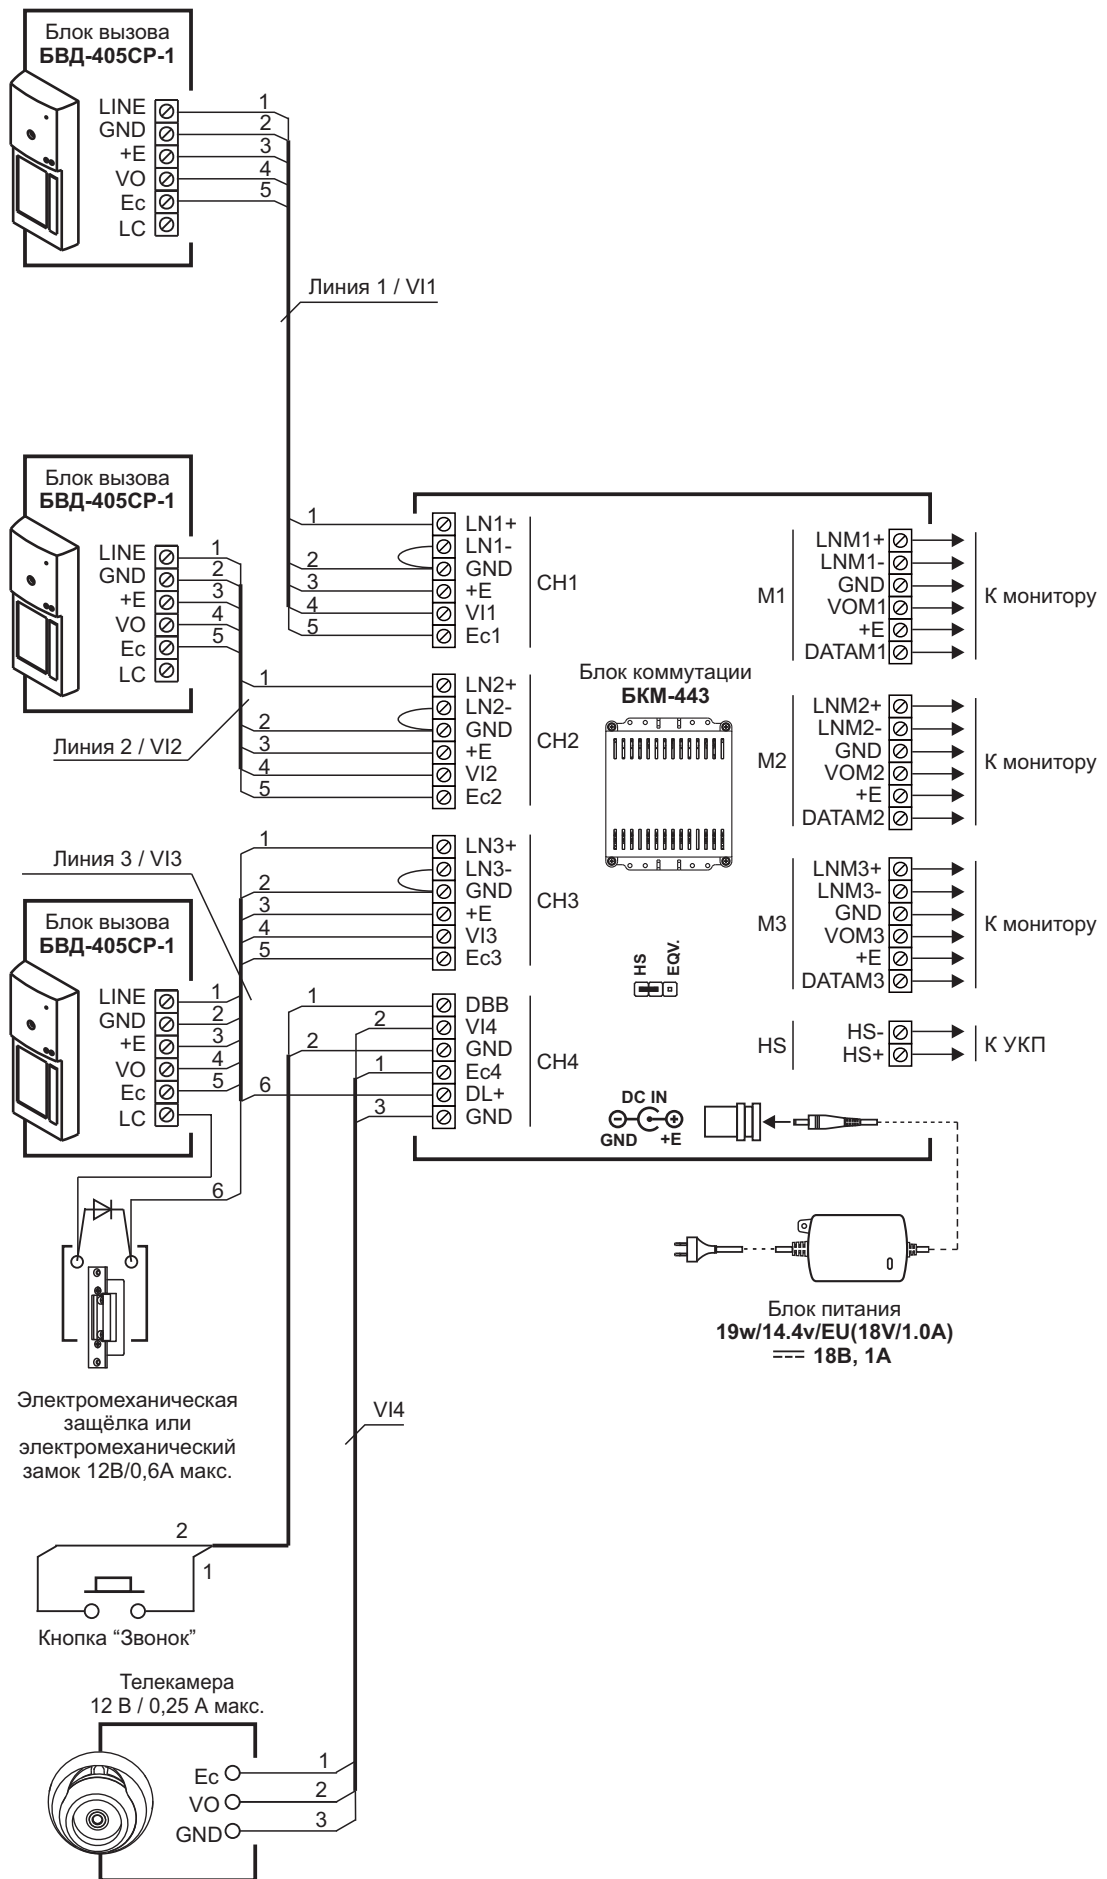 Блок вызова
БВД-405CP-1
LINE
GND
+E
VO
Ec
LC
1
2
3
4
5
Линия 1 / VI1
Блок вызова
БВД-405CP-1
LINE
GND
+E
VO
Ec
LC
1
2
3
4
5
Линия 2 / VI2
1
2
3
4
5
LN1+
LN1-
GND
+E
VI1
Ec1
CH1
1
2
3
4
5
LN2+
LN2-
GND
+E
VI2
Ec2
CH2
Линия 3 / VI3
1
2
3
4
5
LN3+
LN3-
GND
+E
VI3
Ec3
CH3
Блок вызова
БВД-405CP-1
LINE
GND
+E
VO
Ec
LC
1
2
3
4
5
6
1
2
2
1
6
3
DBB
VI4
GND
Ec4
DL+
GND
CH4
Блок коммутации
БКМ-443
HS
EQV.
DC IN
GND
+E
M1
LNM1+
LNM1-
GND
VOM1
+E
DATAM1
К монитору
M2
LNM2+
LNM2-
GND
VOM2
+E
DATAM2
К монитору
M3
LNM3+
LNM3-
GND
VOM3
+E
DATAM3
К монитору
HS
HS-
HS+
К УКП
Блок питания
19w/14.4v/EU(18V/1.0A)
18В, 1А
Электромеханическая
защёлка или
электромеханический
замок 12В/0,6А макс.
VI4
2
1
Кнопка “Звонок”
Телекамера
12 В / 0,25 А макс.
Ec
VO
GND
1
2
3